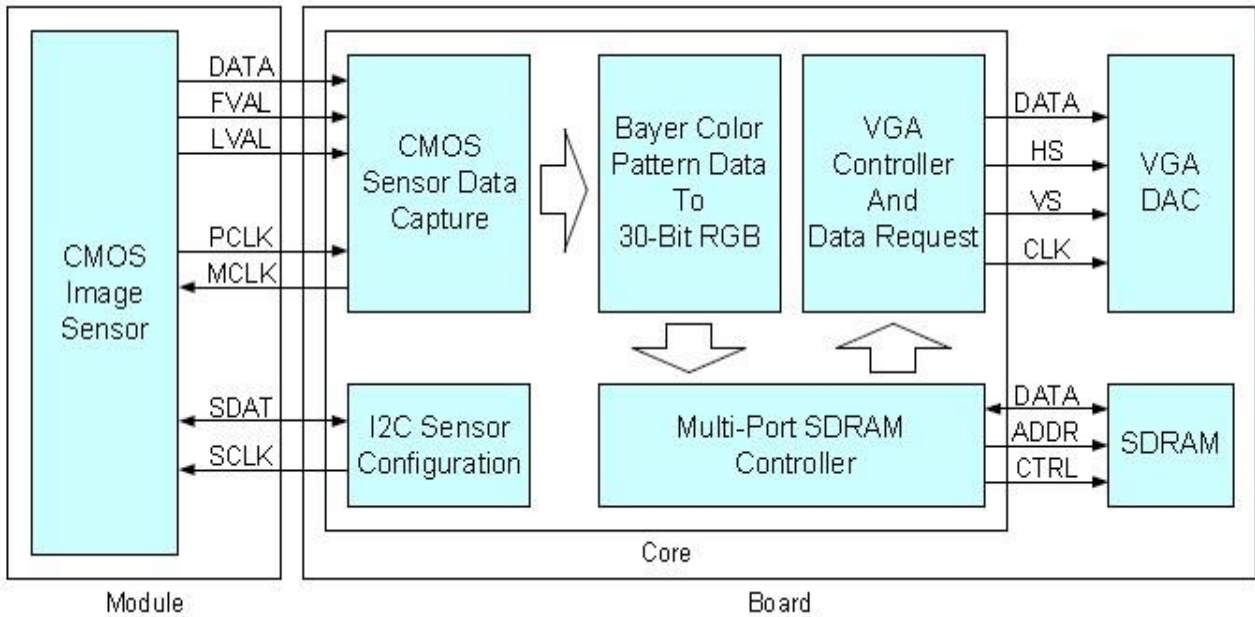 CMOS
Image
Sensor
DATA
FVAL
LVAL
PCLK
MCLK
SDAT
SCLK
CMOS
Sensor Data
Capture
I2C Sensor
Configuration
Bayer Color
Pattern Data
To
30-Bit RGB
VGA
Controller
And
Data Request
Multi-Port SDRAM
Controller
DATA
HS
VS
CLK
VGA
DAC
DATA
ADDR
CTRL
SDRAM
Core
Module
Board